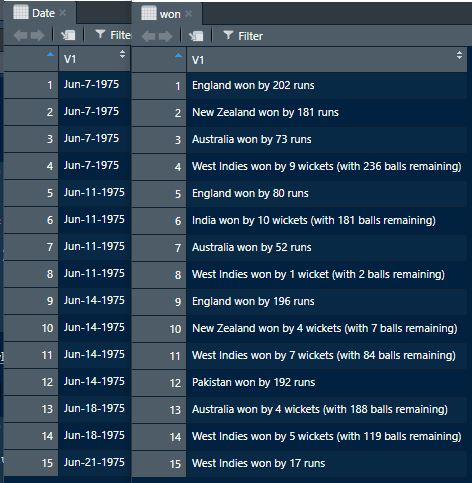 Date
won
Filte
Filter
V1
V1
1 Jun-7-1975 1 England won by 202 runs
2 Jun-7-1975 2 New Zealand won by 181 runs
3 Jun-7-1975 3 Australia won by 73 runs
4 Jun-7-1975 4 West Indies won by 9 wickets (with 236 balls remaining)
5 Jun-11-1975 5 England won by 80 runs
6 Jun-11-1975 6 India won by 10 wickets (with 181 balls remaining)
7 Jun-11-1975 7 Australia won by 52 runs
8 Jun-11-1975 8 West Indies won by 1 wicket (with 2 balls remaining)
9 Jun-14-1975 9 England won by 196 runs
10 Jun-14-1975 10 New Zealand won by 4 wickets (with 7 balls remaining)
11 Jun-14-1975 11 West Indies won by 7 wickets (with 84 balls remaining)
12 Jun-14-1975 12 Pakistan won by 192 runs
13 Jun-18-1975 13 Australia won by 4 wickets (with 188 balls remaining)
14 Jun-18-1975 14 West Indies won by 5 wickets (with 119 balls remaining)
15 Jun-21-1975 15 West Indies won by 17 runs